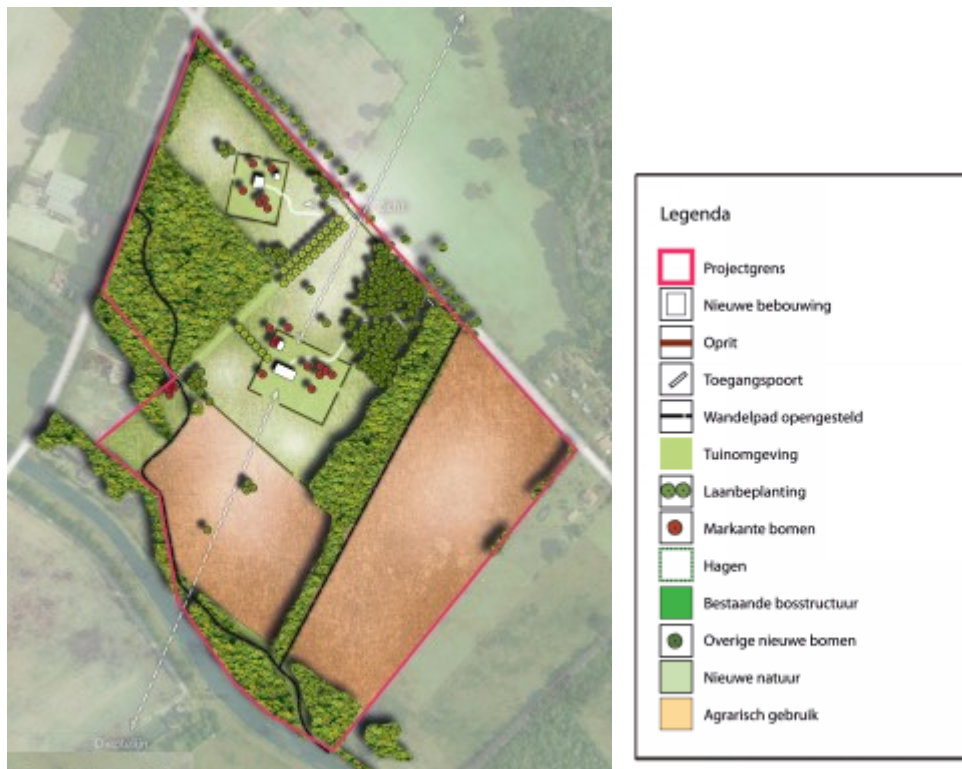 Legenda
Projectgrens
Nieuwe bebouwing
Oprit
Toegangspoort
Wandelpad opengesteld
Tuinomgeving
Laanbeplanting
Markante bomen
Hagen
Bestaande bosstructuur
Overige nieuwe bomen
Nieuwe natuur
Agrarisch gebruik